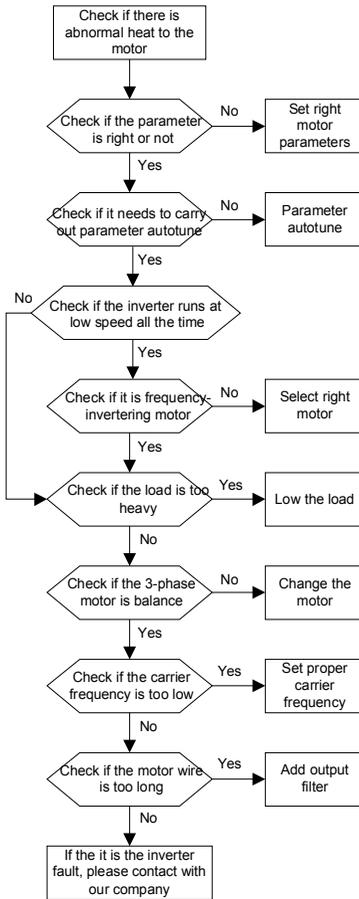 Check if there is
abnormal heat to the
motor
Check if the parameter
is right or not
No
Set right
motor
parameters
Yes
Check if it needs to carry
out parameter autotune
No
Parameter
autotune
Yes
No
Check if the inverter runs at
low speed all the time
Yes
Check if it is frequency-
invertering motor
No
Select right
motor
Yes
Check if the load is too
heavy
Yes
Low the load
No
Check if the 3-phase
motor is balance
No
Change the
motor
Yes
Check if the carrier
frequency is too low
Yes
Set proper
carrier
frequency
No
Check if the motor wire
is too long
Yes
Add output
filter
No
If the it is the inverter
fault, please contact with
our company